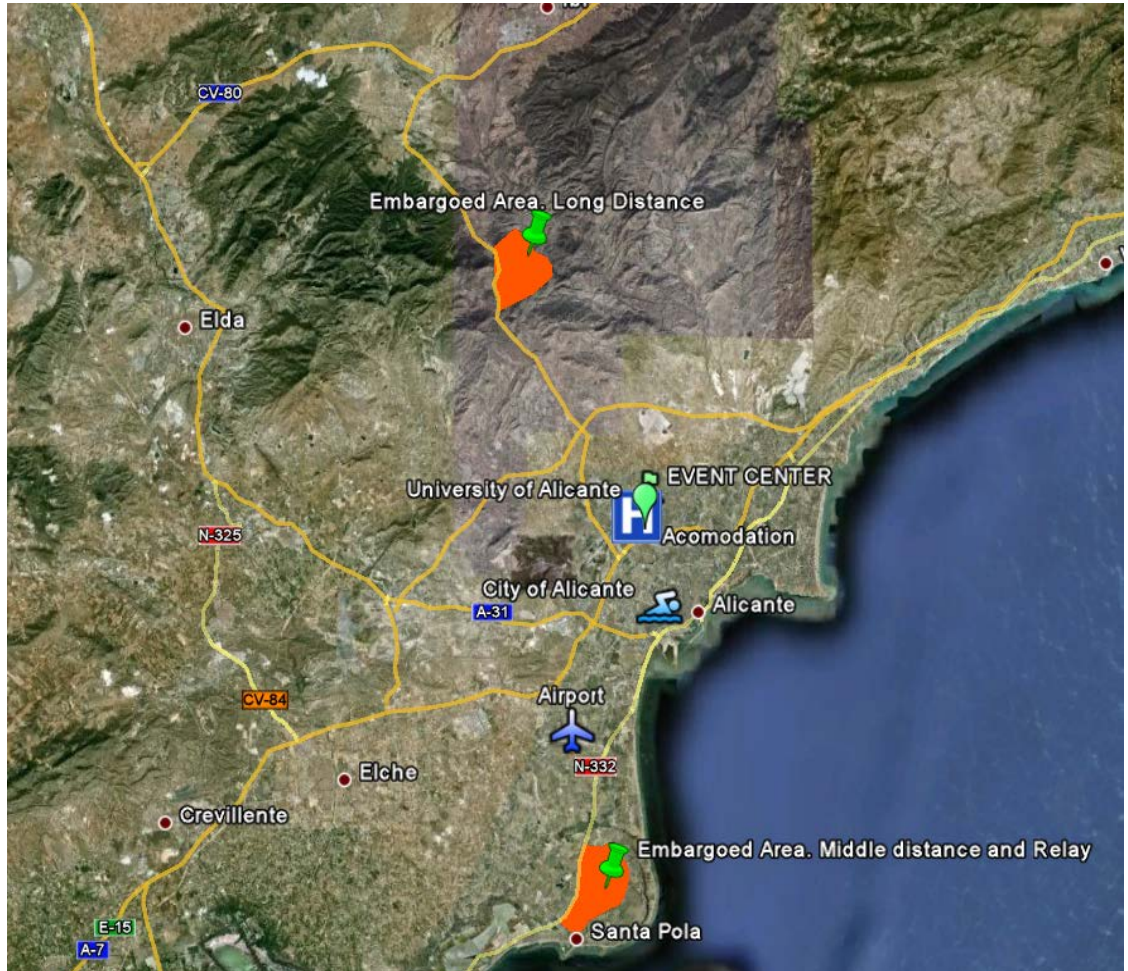 CV-80
Embargoed Area. Long Distance
Elda
EVENT CENTER
University of Alicante
H
Acomodation
N-325
City of Alicante
Alicante
A-31
Airport
CV-84
N-332
Elche
Crevillente
Embargoed Area. Middle distance and Relay
E-15
Santa Pola
A-7